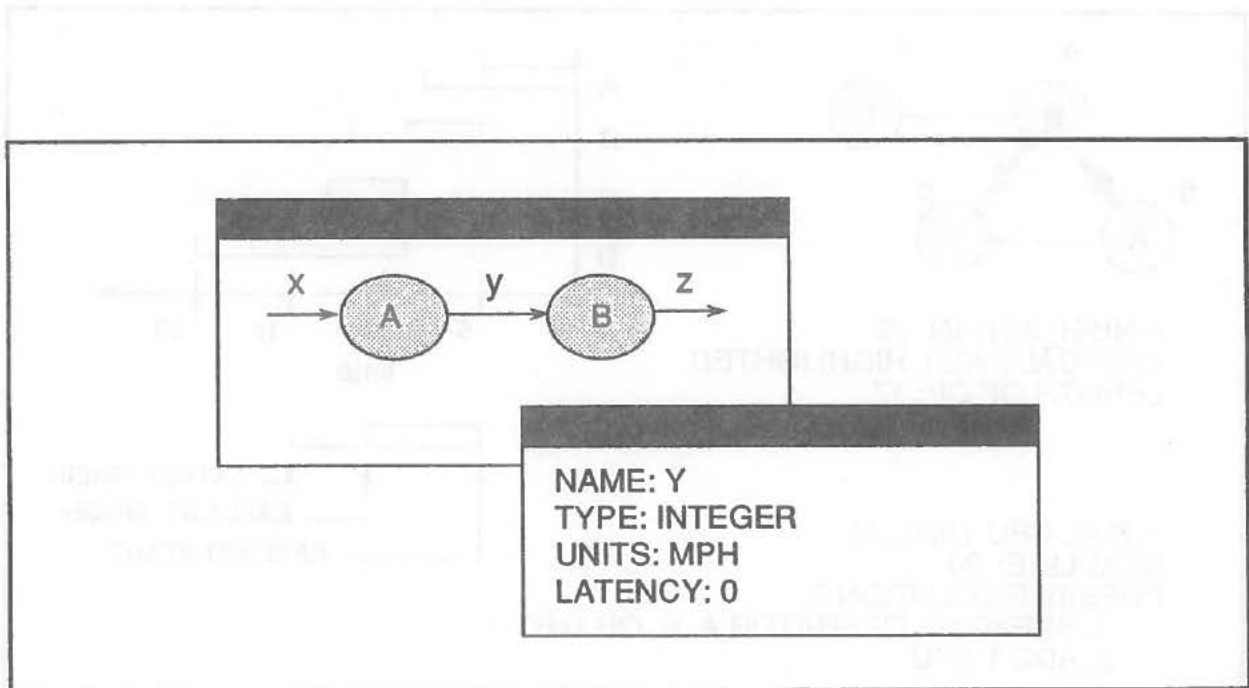 x A y B z
NAME: Y
TYPE: INTEGER
UNITS: MPH
LATENCY: 0